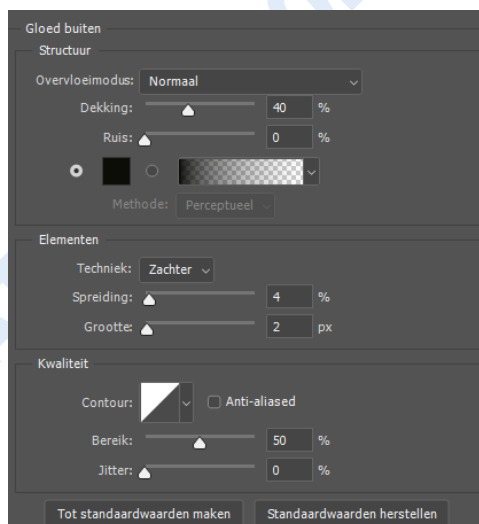 Gloed buiten
Structuur
Overvloeimodus: Normaal
Dekking: 40 %
Ruis: 0 %
Methode: Perceptueel
Elementen
Techniek: Zachter
Spreiding: 4 %
Grootte: 2 px
Kwaliteit
Contour: Anti-aliased
Bereik: 50 %
Jitter: 0 %
Tot standaardwaarden maken Standaardwaarden herstellen